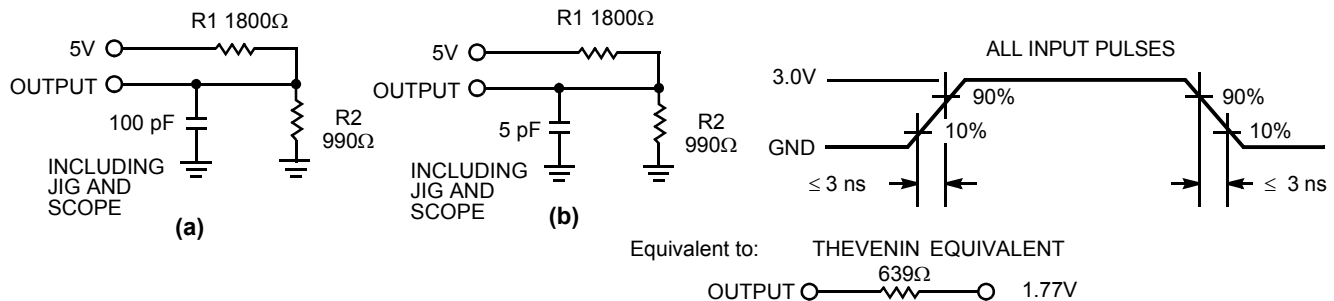 R1 1800Ω
5V
OUTPUT
100 pF
R2
990Ω
INCLUDING
JIG AND
SCOPE
(a)
R1 1800Ω
5V
OUTPUT
5 pF
R2
990Ω
INCLUDING
JIG AND
SCOPE
(b)
ALL INPUT PULSES
3.0V
90%
10%
GND
≤ 3 ns
90%
10%
≤ 3 ns
Equivalent to: THEVENIN EQUIVALENT
639Ω
OUTPUT 1.77V